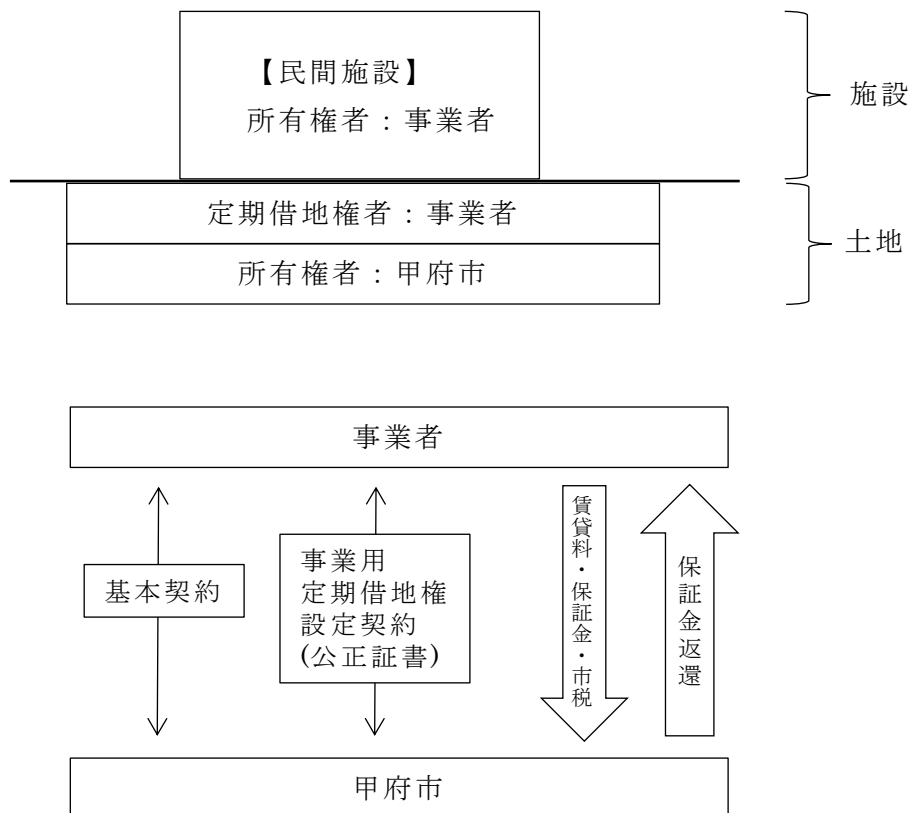 【民間施設】
所有権者：事業者
施設
定期借地権者：事業者
所有権者：甲府市
土地
事業者
基本契約
事業用
定期借地権
設定契約
(公正証書)
賃貸料・保証金・市税
保証金返還
甲府市